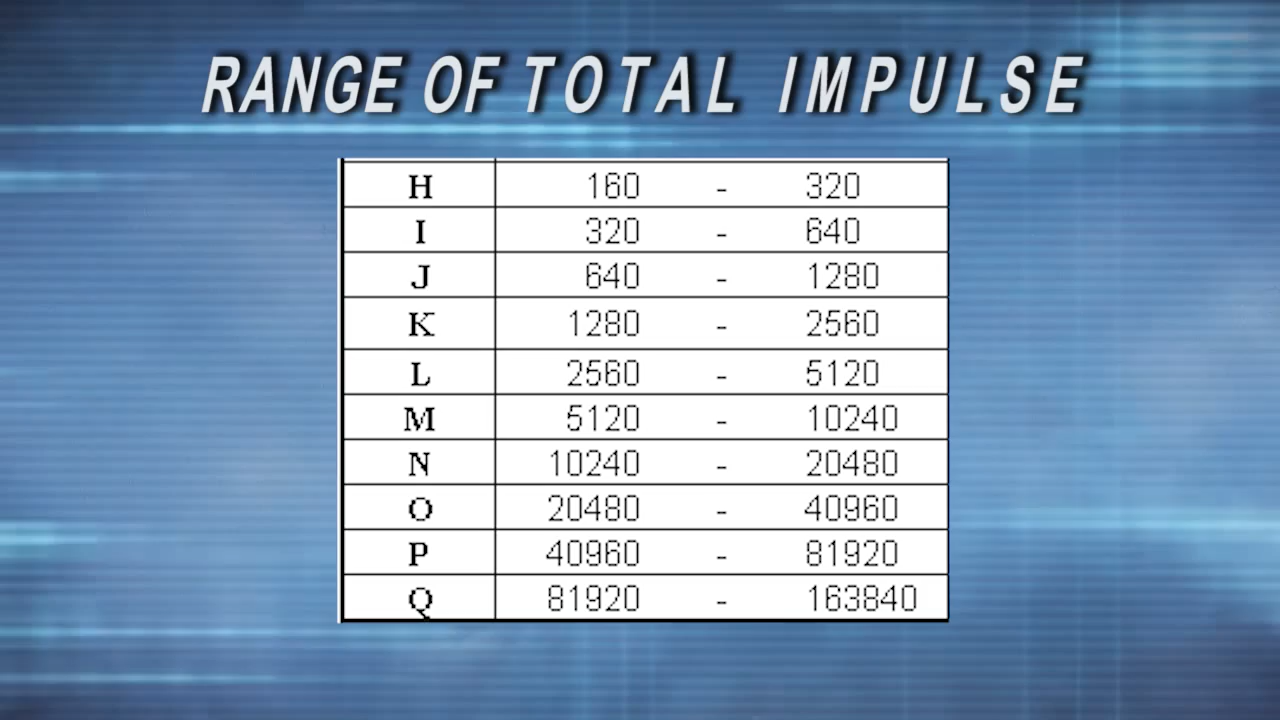 RANGE OF TOTAL IMPULSE
H 160 - 320
I 320 - 640
J 640 - 1280
K 1280 - 2560
L 2560 - 5120
M 5120 - 10240
N 10240 - 20480
O 20480 - 40960
P 40960 - 81920
Q 81920 - 163840